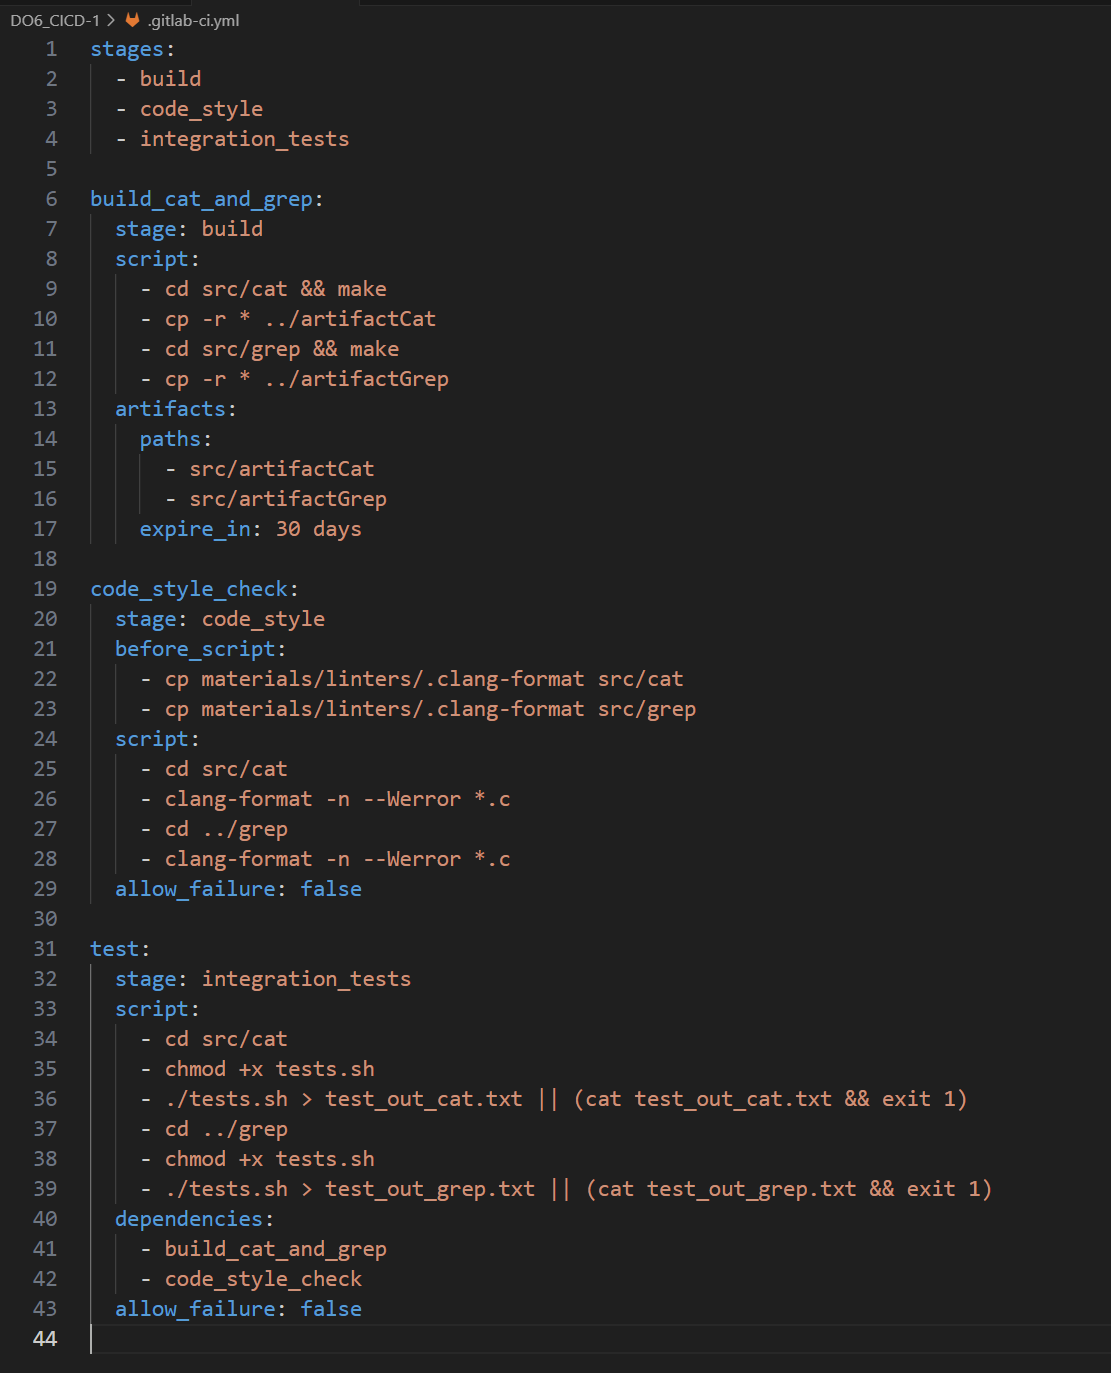 DO6_CICD-1 > .gitlab-ci.yml
1 stages:
2   - build
3   - code_style
4   - integration_tests
5
6 build_cat_and_grep:
7   stage: build
8   script:
9     - cd src/cat && make
10     - cp -r * ../artifactCat
11     - cd src/grep && make
12     - cp -r * ../artifactGrep
13   artifacts:
14     paths:
15       - src/artifactCat
16       - src/artifactGrep
17     expire_in: 30 days
18
19 code_style_check:
20   stage: code_style
21   before_script:
22     - cp materials/linters/.clang-format src/cat
23     - cp materials/linters/.clang-format src/grep
24   script:
25     - cd src/cat
26     - clang-format -n --Werror *.c
27     - cd ../grep
28     - clang-format -n --Werror *.c
29   allow_failure: false
30
31 test:
32   stage: integration_tests
33   script:
34     - cd src/cat
35     - chmod +x tests.sh
36     - ./tests.sh > test_out_cat.txt || (cat test_out_cat.txt && exit 1)
37     - cd ../grep
38     - chmod +x tests.sh
39     - ./tests.sh > test_out_grep.txt || (cat test_out_grep.txt && exit 1)
40   dependencies:
41     - build_cat_and_grep
42     - code_style_check
43   allow_failure: false
44